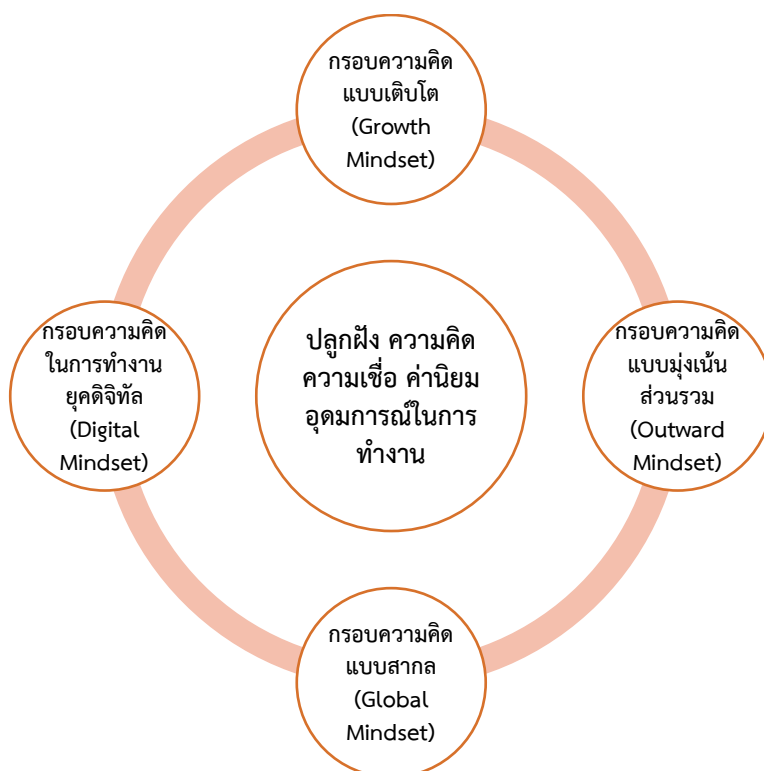 กรอบความคิด
แบบเติบโต
(Growth
Mindset)
กรอบความคิด
ในการทำงาน
ยุคดิจิทัล
(Digital
Mindset)
ปลูกฝัง ความคิด
ความเชื่อ ค่านิยม
อุดมการณ์ในการ
ทำงาน
กรอบความคิด
แบบมุ่งเน้น
ส่วนรวม
(Outward
Mindset)
กรอบความคิด
แบบสากล
(Global
Mindset)